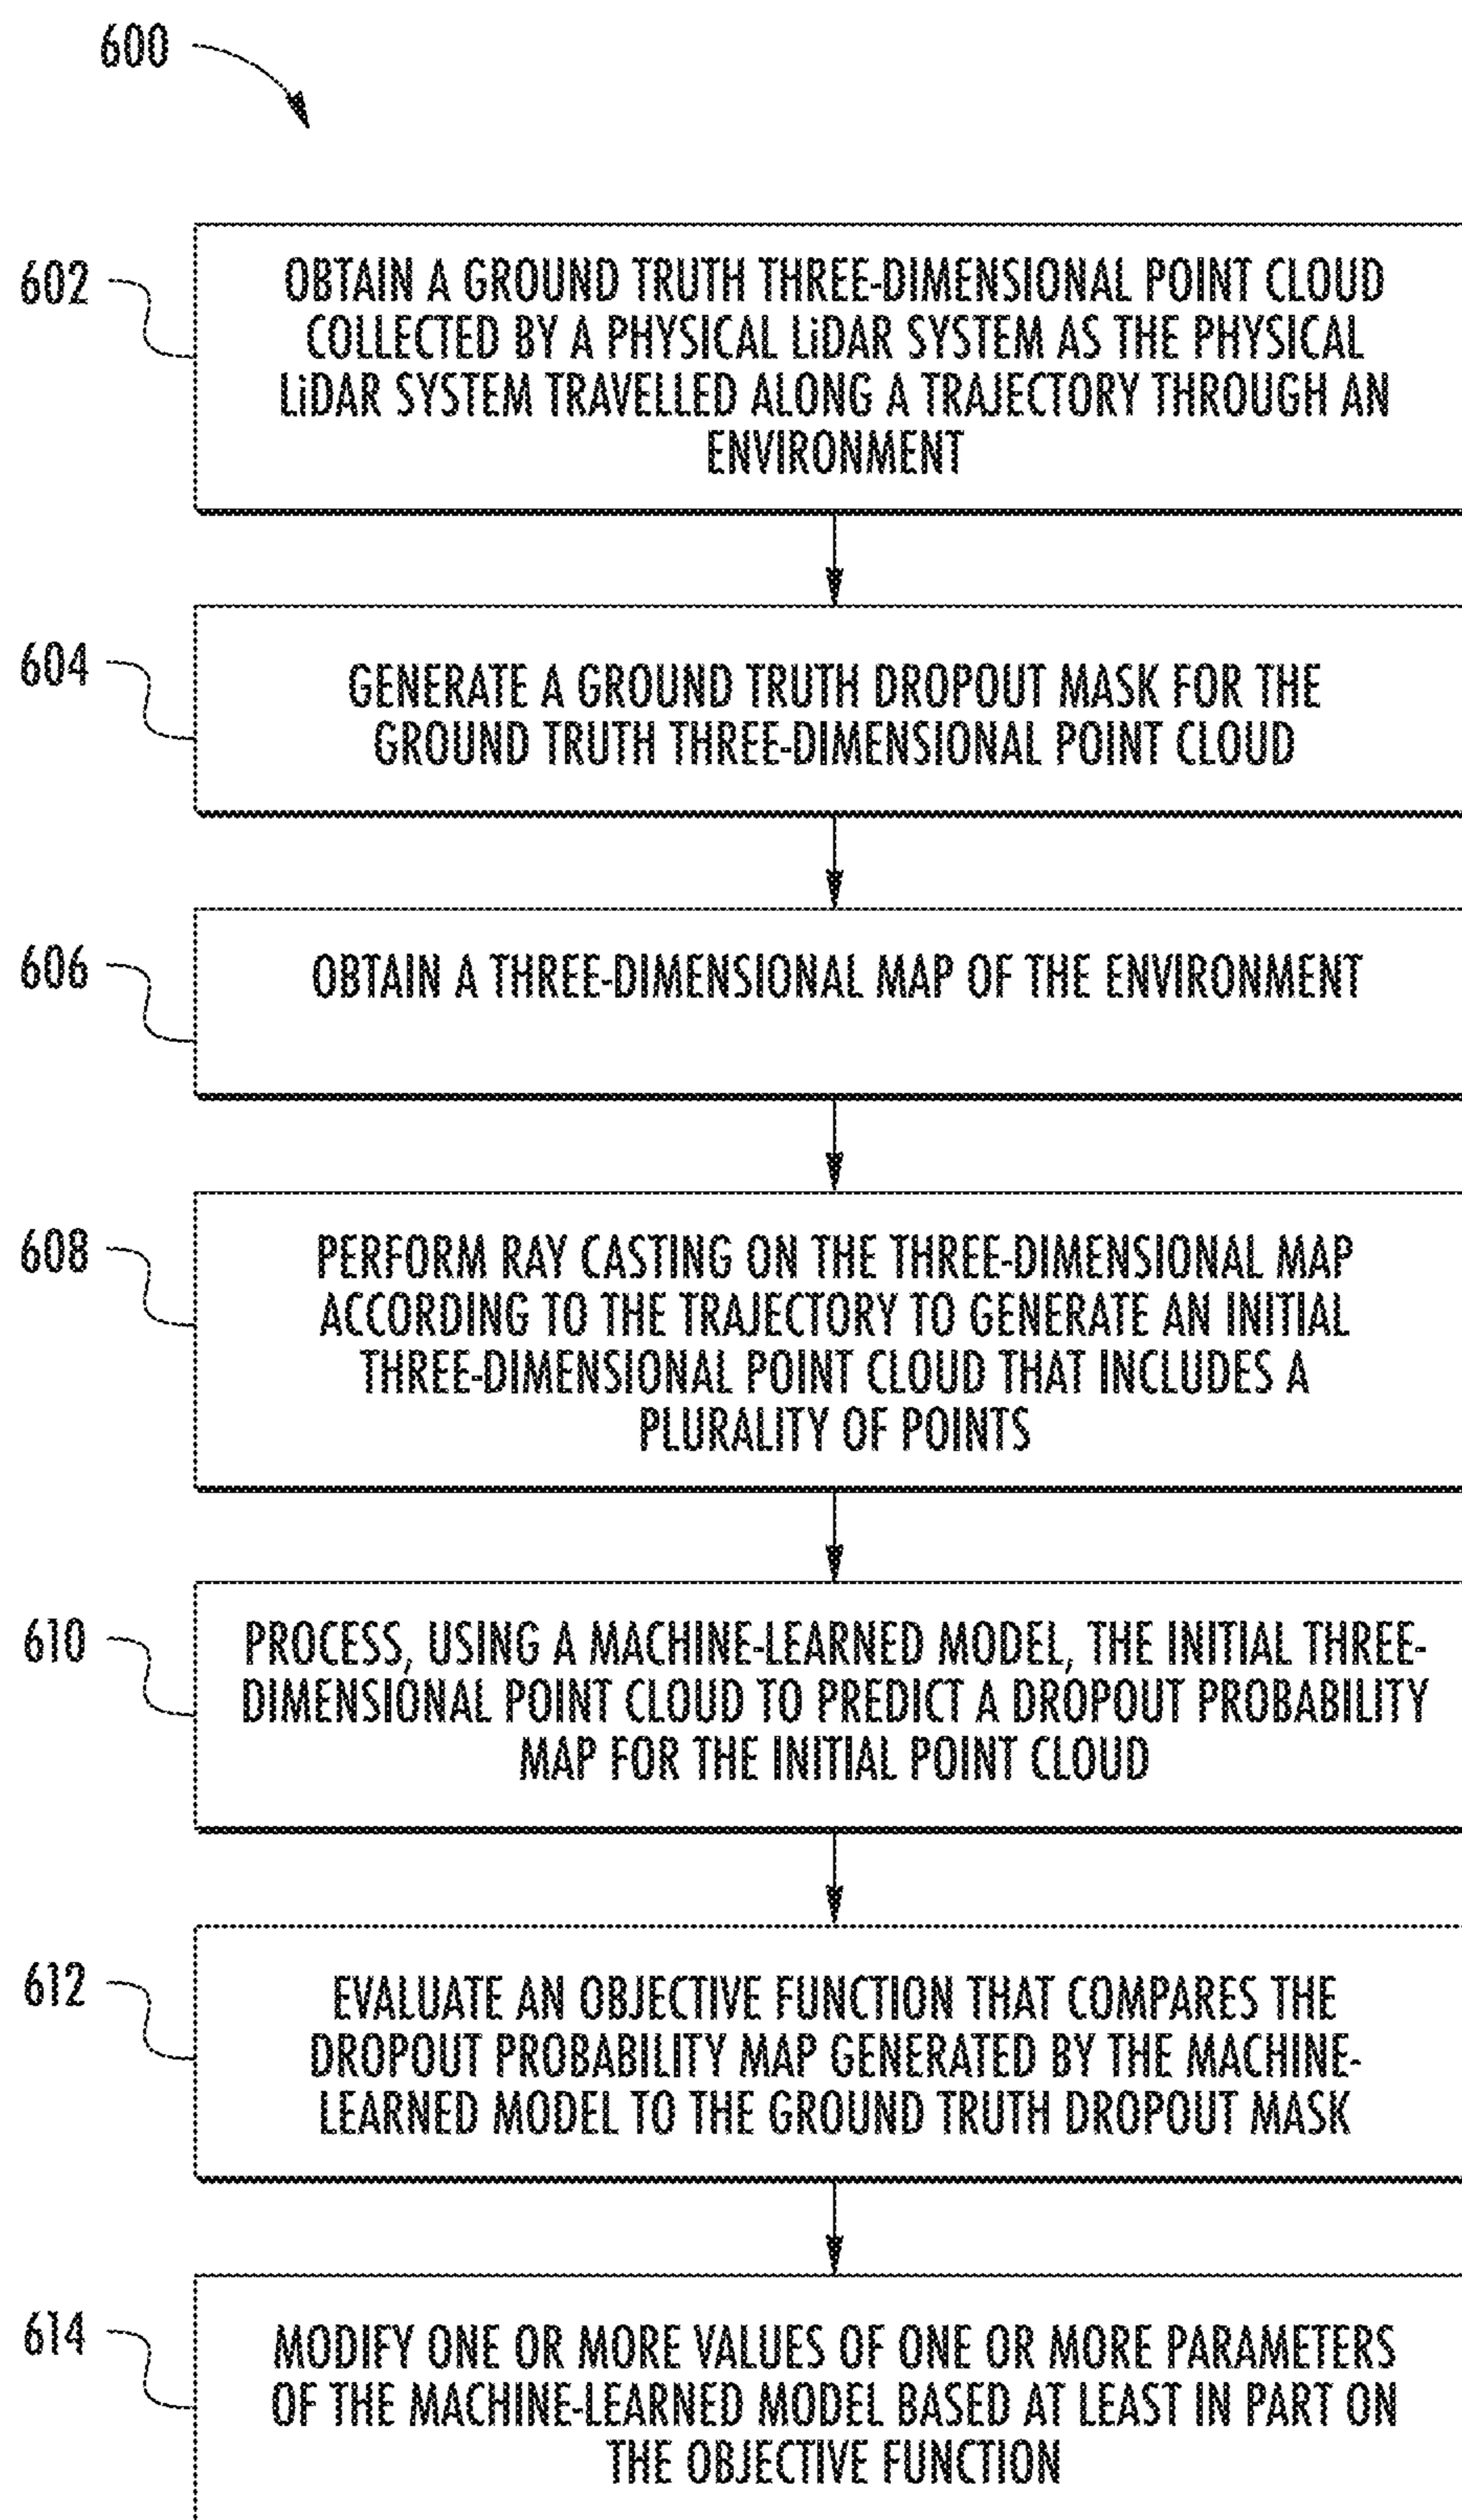 600
602
OBTAIN A GROUND TRUTH THREE-DIMENSIONAL POINT CLOUD
COLLECTED BY A PHYSICAL LiDAR SYSTEM AS THE PHYSICAL
LiDAR SYSTEM TRAVELLED ALONG A TRAJECTORY THROUGH AN
ENVIRONMENT
604
GENERATE A GROUND TRUTH DROPOUT MASK FOR THE
GROUND TRUTH THREE-DIMENSIONAL POINT CLOUD
606
OBTAIN A THREE-DIMENSIONAL MAP OF THE ENVIRONMENT
608
PERFORM RAY CASTING ON THE THREE-DIMENSIONAL MAP
ACCORDING TO THE TRAJECTORY TO GENERATE AN INITIAL
THREE-DIMENSIONAL POINT CLOUD THAT INCLUDES A
PLURALITY OF POINTS
610
PROCESS, USING A MACHINE-LEARNED MODEL, THE INITIAL THREE-
DIMENSIONAL POINT CLOUD TO PREDICT A DROPOUT PROBABILITY
MAP FOR THE INITIAL POINT CLOUD
612
EVALUATE AN OBJECTIVE FUNCTION THAT COMPARES THE
DROPOUT PROBABILITY MAP GENERATED BY THE MACHINE-
LEARNED MODEL TO THE GROUND TRUTH DROPOUT MASK
614
MODIFY ONE OR MORE VALUES OF ONE OR MORE PARAMETERS
OF THE MACHINE-LEARNED MODEL BASED AT LEAST IN PART ON
THE OBJECTIVE FUNCTION